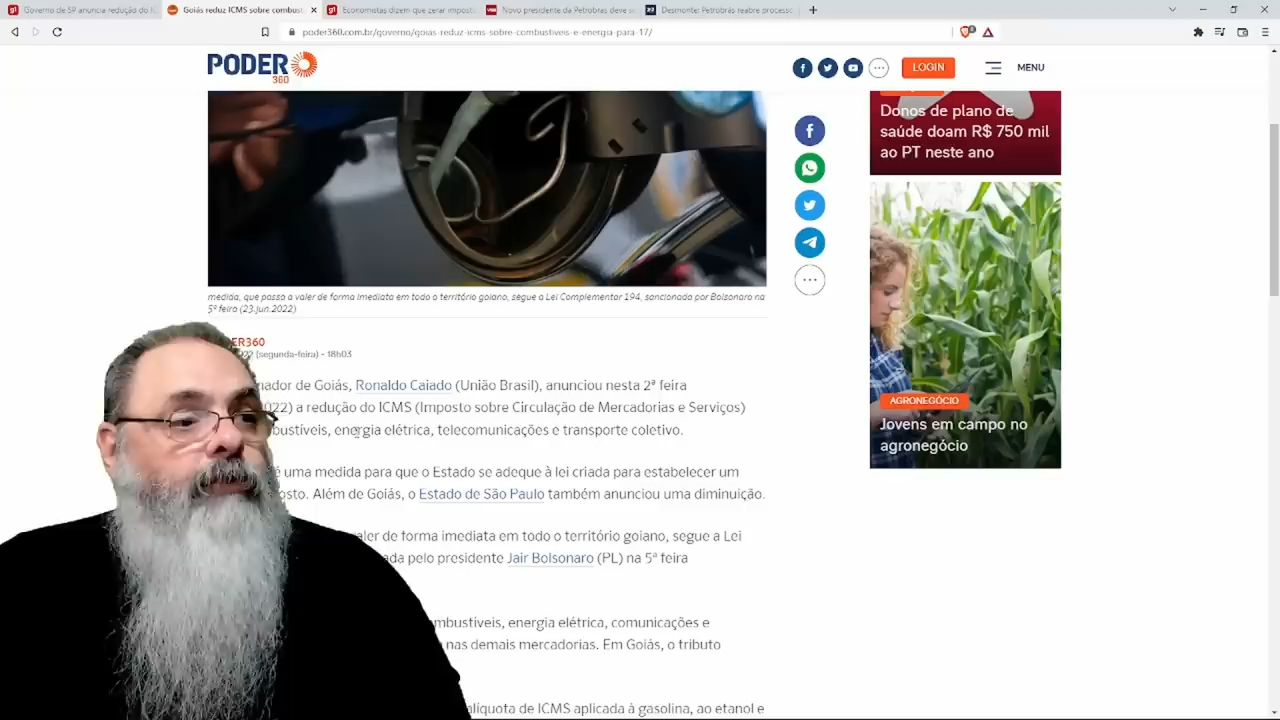 Governo de SP anuncia redução do IC
Goiás reduz ICMS sobre combust
Economistas dizem que zerar impost
Novo presidente da Petrobras deve s
Desmonte: Petrobras reabre processo
poder360.com.br/governo/goias-reduz-icms-sobre-combustiveis-e-energia-para-17/
PODER
360
LOGIN
MENU
Donos de plano de
saúde doam R$ 750 mil
ao PT neste ano
medida, que passa a valer de forma imediata em todo o território goiano, segue a Lei Complementar 194, sancionada por Bolsonaro na
5ª feira (23.jun.2022)
ER360
(segunda-feira) - 18h03
nador de Goiás, Ronaldo Caiado (União Brasil), anunciou nesta 2ª feira
022) a redução do ICMS (Imposto sobre Circulação de Mercadorias e Serviços)
bustíveis, energia elétrica, telecomunicações e transporte coletivo.
é uma medida para que o Estado se adeque à lei criada para estabelecer um
osto. Além de Goiás, o Estado de São Paulo também anunciou uma diminuição.
aler de forma imediata em todo o território goiano, segue a Lei
ada pelo presidente Jair Bolsonaro (PL) na 5ª feira
mbustíveis, energia elétrica, comunicações e
nas demais mercadorias. Em Goiás, o tributo
líquota de ICMS aplicada à gasolina, ao etanol e
AGRONEGÓCIO
Jovens em campo no
agronegócio